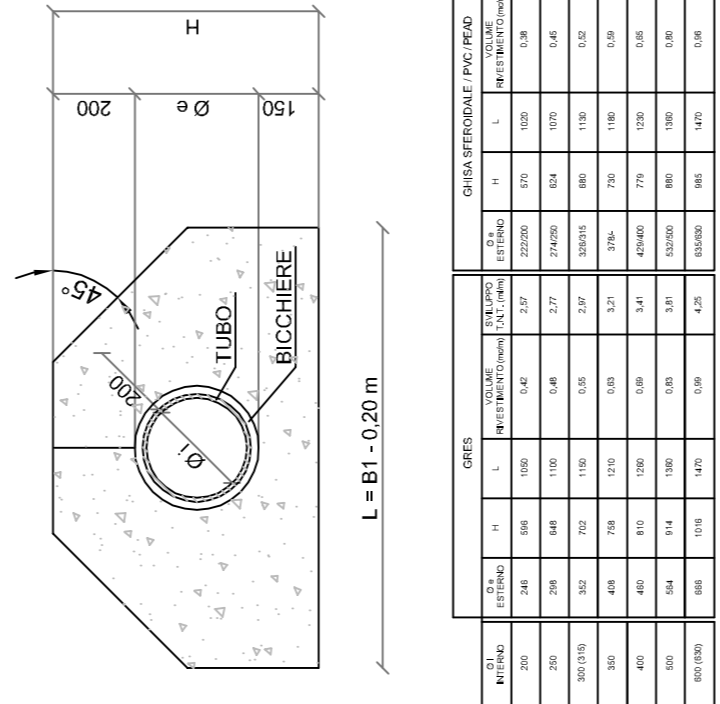 H
200
Ø e
150
45°
200
Ø i
TUBO
BICCHIERE
L = B1 - 0,20 m
GRES
GHISA SFEROIDALE / PVC / PEAD
Ø I INTERNO
Ø e ESTERNO
H
L
VOLUME RIVESTIMENTO (mc/m)
SVILUPPO T.N.T. (ml/m)
Ø e ESTERNO
H
L
VOLUME RIVESTIMENTO
200 246 596 1050 0,42 2,57 222/200 570 1020 0,38
250 298 648 1100 0,48 2,77 274/250 624 1070 0,45
300 (315) 352 702 1150 0,55 2,97 326/315 680 1130 0,52
350 408 758 1210 0,63 3,21 378/- 730 1180 0,59
400 460 810 1260 0,69 3,41 429/400 779 1230 0,65
500 564 914 1360 0,83 3,81 532/500 880 1360 0,80
600 (630) 666 1016 1470 0,99 4,25 635/630 985 1470 0,96